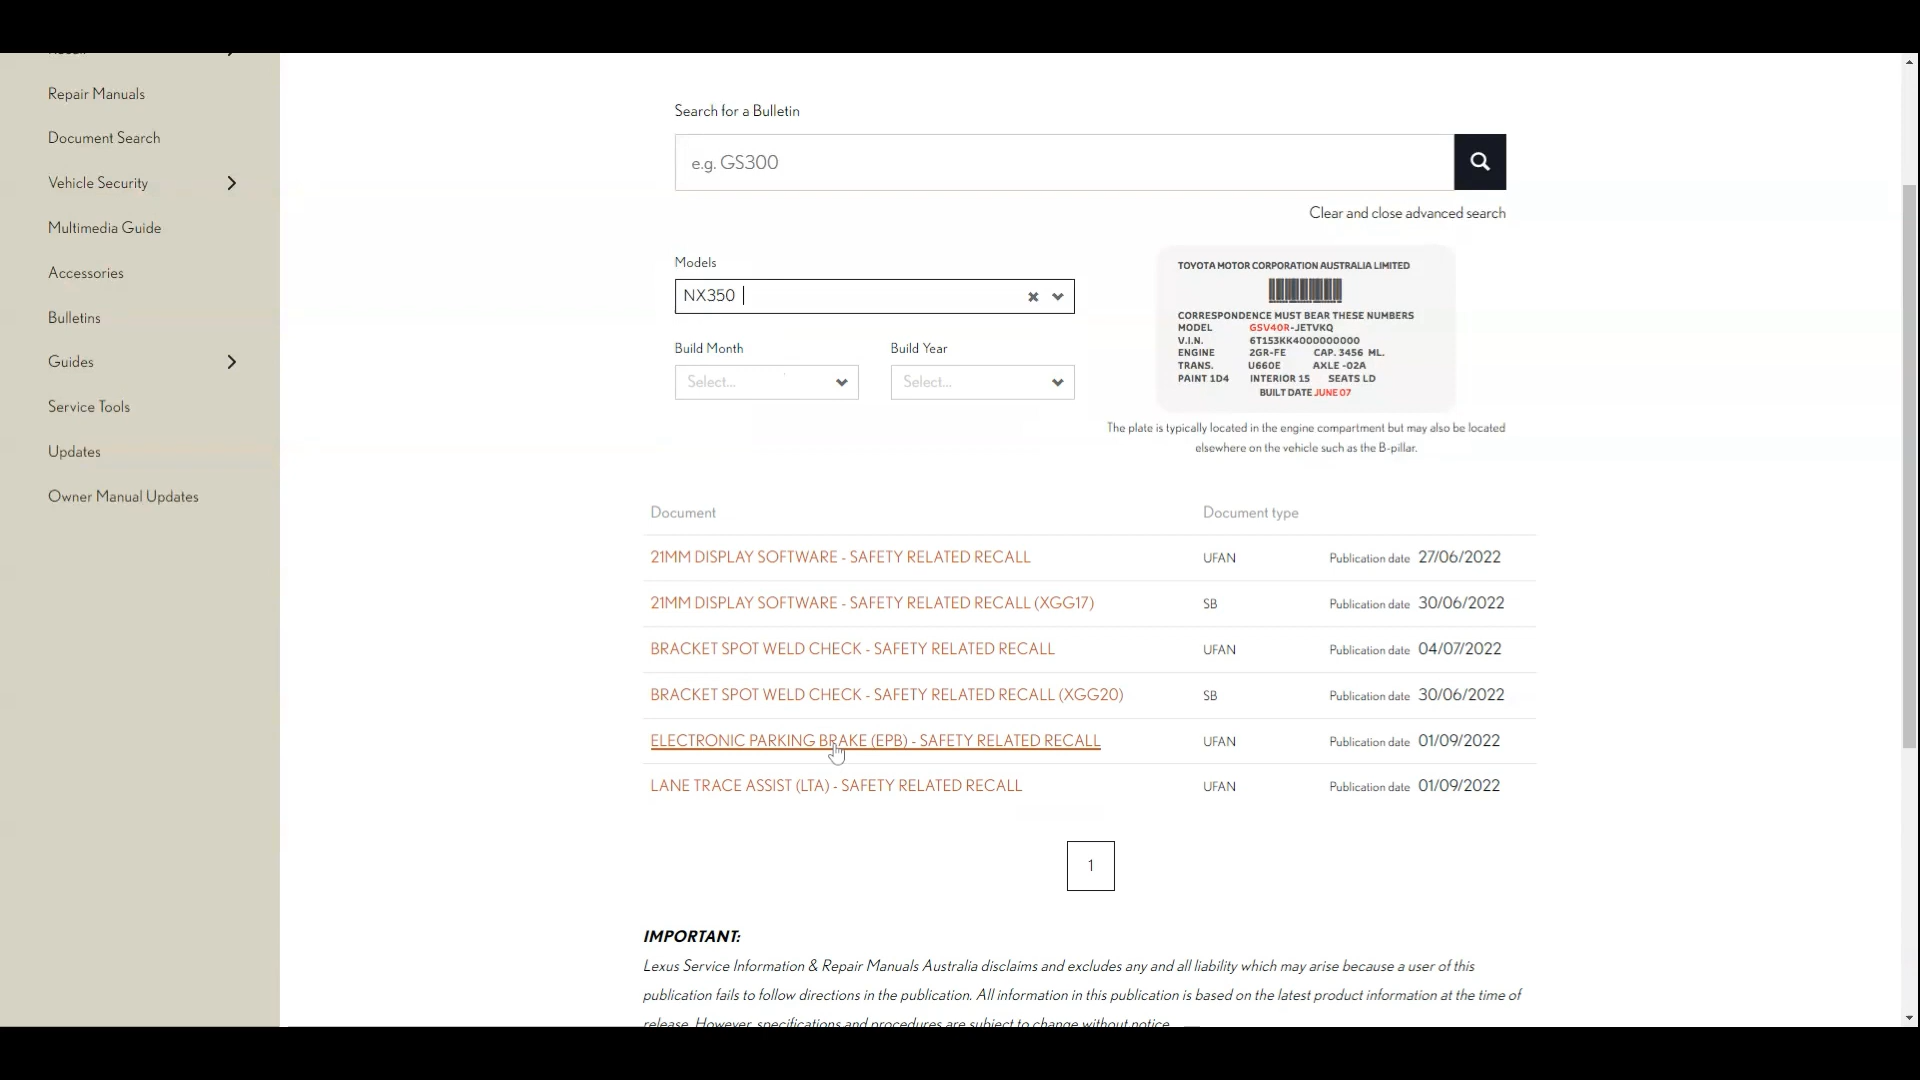 Repair Manuals
Document Search
Vehicle Security
Multimedia Guide
Accessories
Bulletins
Guides
Service Tools
Updates
Owner Manual Updates
Search for a Bulletin
e.g. GS300
Clear and close advanced search
Models
NX350
Build Month
Build Year
Select...
Select...
TOYOTA MOTOR CORPORATION AUSTRALIA LIMITED
CORRESPONDENCE MUST BEAR THESE NUMBERS
MODEL GSV40R-JETVKQ
V.I.N. 6T153KK4000000000
ENGINE 2GR-FE CAP. 3456 ML.
TRANS. U660E AXLE -02A
PAINT 1D4 INTERIOR 15 SEATS LD
BUILT DATE JUNE 07
The plate is typically located in the engine compartment but may also be located
elsewhere on the vehicle such as the B-pillar.
Document Document type
21MM DISPLAY SOFTWARE - SAFETY RELATED RECALL UFAN Publication date 27/06/2022
21MM DISPLAY SOFTWARE - SAFETY RELATED RECALL (XGG17) SB Publication date 30/06/2022
BRACKET SPOT WELD CHECK - SAFETY RELATED RECALL UFAN Publication date 04/07/2022
BRACKET SPOT WELD CHECK - SAFETY RELATED RECALL (XGG20) SB Publication date 30/06/2022
ELECTRONIC PARKING BRAKE (EPB) - SAFETY RELATED RECALL UFAN Publication date 01/09/2022
LANE TRACE ASSIST (LTA) - SAFETY RELATED RECALL UFAN Publication date 01/09/2022
1
IMPORTANT:
Lexus Service Information & Repair Manuals Australia disclaims and excludes any and all liability which may arise because a user of this
publication fails to follow directions in the publication. All information in this publication is based on the latest product information at the time of
release. However, specifications and procedures are subject to change without notice.